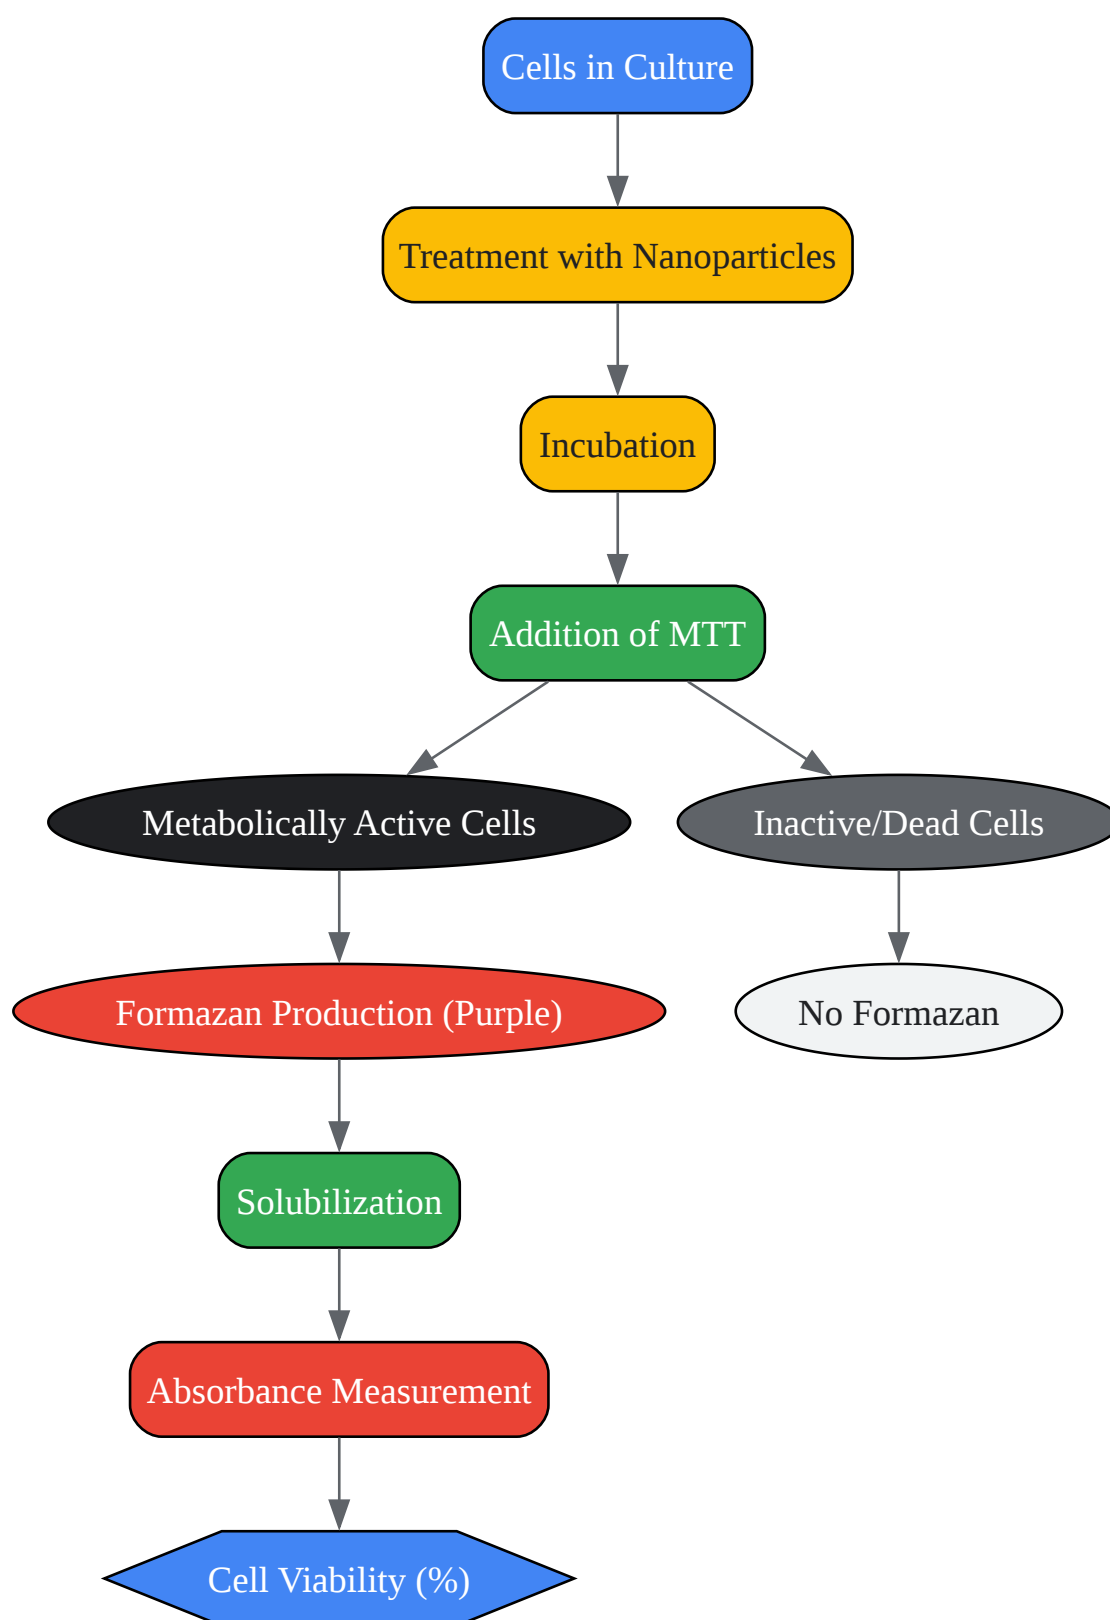 Cells in Culture
Treatment with Nanoparticles
Incubation
Addition of MTT
Metabolically Active Cells
Inactive/Dead Cells
Formazan Production (Purple)
No Formazan
Solubilization
Absorbance Measurement
Cell Viability (%)